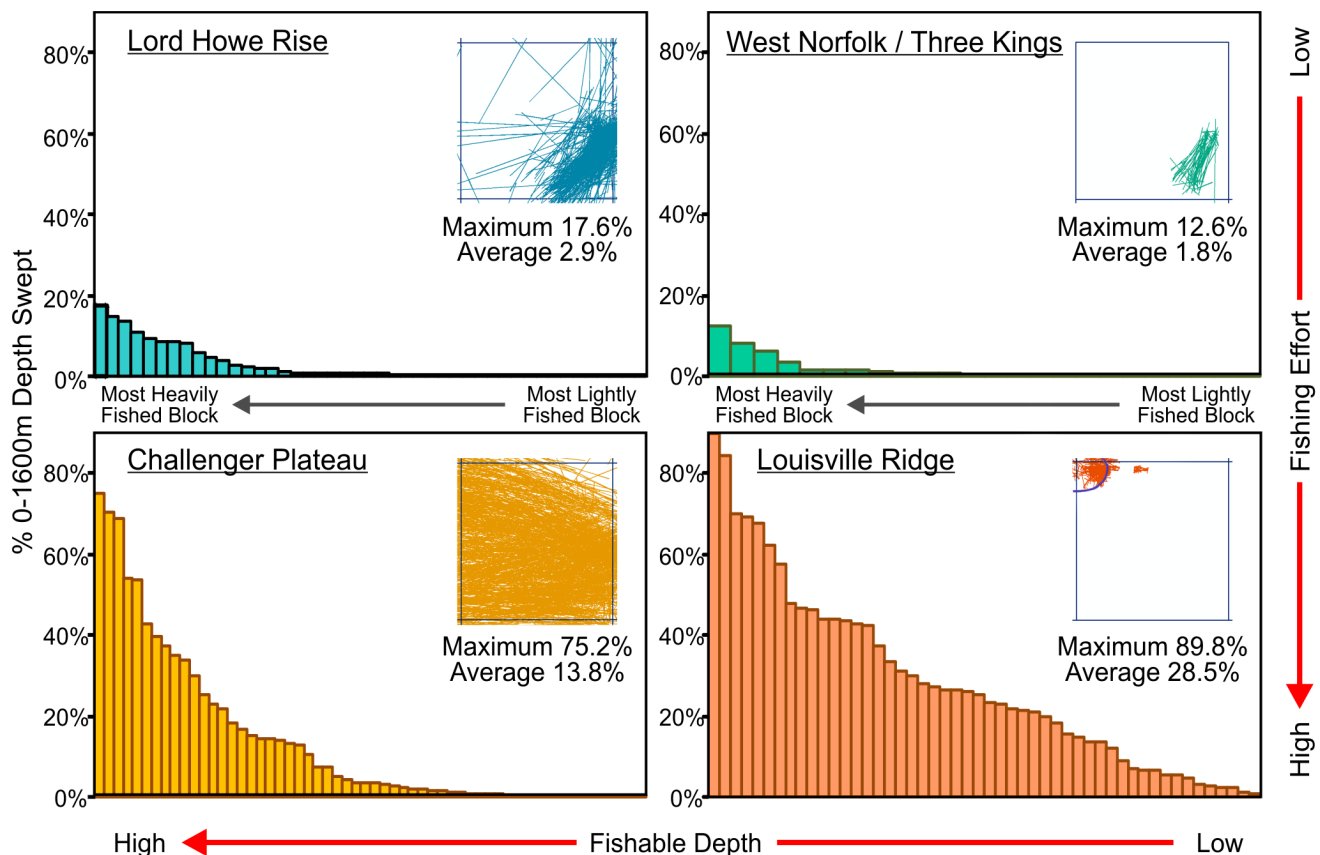 Lord Howe Rise
80%
60%
40%
20%
0%
Maximum 17.6%
Average 2.9%
Most Heavily
Fished Block
Most Lightly
Fished Block
West Norfolk / Three Kings
80%
60%
40%
20%
0%
Maximum 12.6%
Average 1.8%
Most Heavily
Fished Block
Most Lightly
Fished Block
% 0-1600m Depth Swept
Challenger Plateau
80%
60%
40%
20%
0%
Maximum 75.2%
Average 13.8%
Louisville Ridge
80%
60%
40%
20%
0%
Maximum 89.8%
Average 28.5%
Low
Fishing Effort
High
High
Fishable Depth
Low